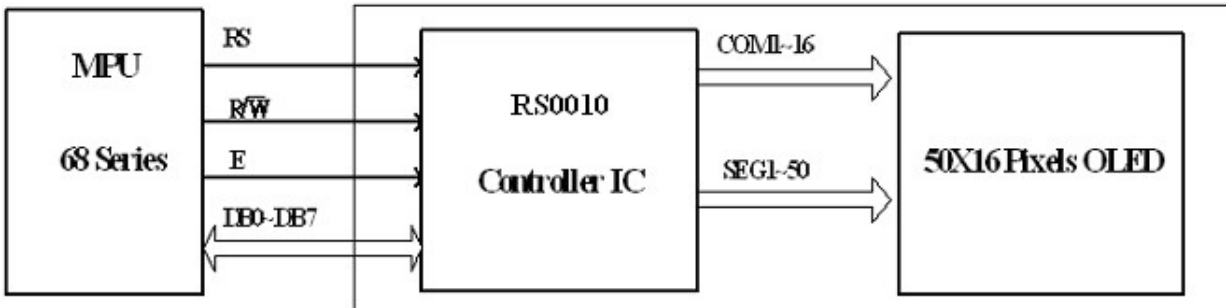 MPU
68 Series
RS
R/W̅
E
DB0~DB7
RS0010
Controller IC
COM1~16
SEG1~50
50X16 Pixels OLED